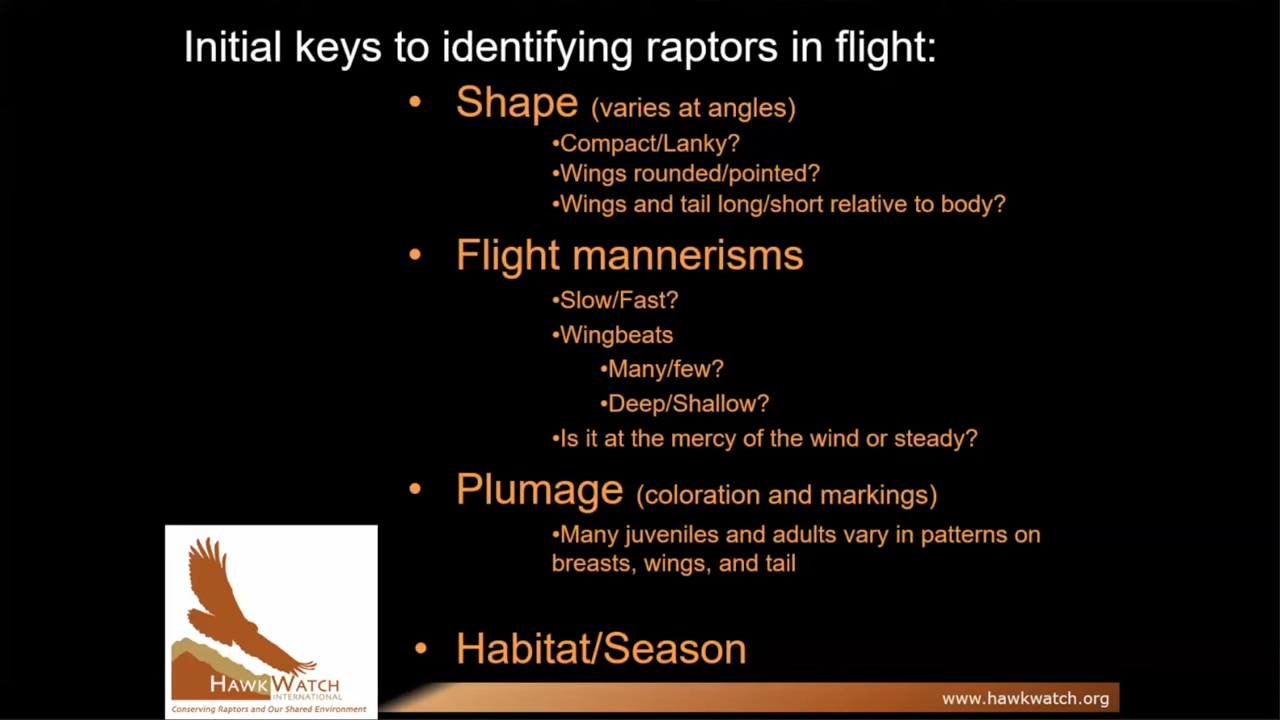 Initial keys to identifying raptors in flight:
• Shape (varies at angles)
•Compact/Lanky?
•Wings rounded/pointed?
•Wings and tail long/short relative to body?
• Flight mannerisms
•Slow/Fast?
•Wingbeats
•Many/few?
•Deep/Shallow?
•Is it at the mercy of the wind or steady?
• Plumage (coloration and markings)
•Many juveniles and adults vary in patterns on
breasts, wings, and tail
• Habitat/Season
HAWKWATCH
INTERNATIONAL
Conserving Raptors and Our Shared Environment
www.hawkwatch.org